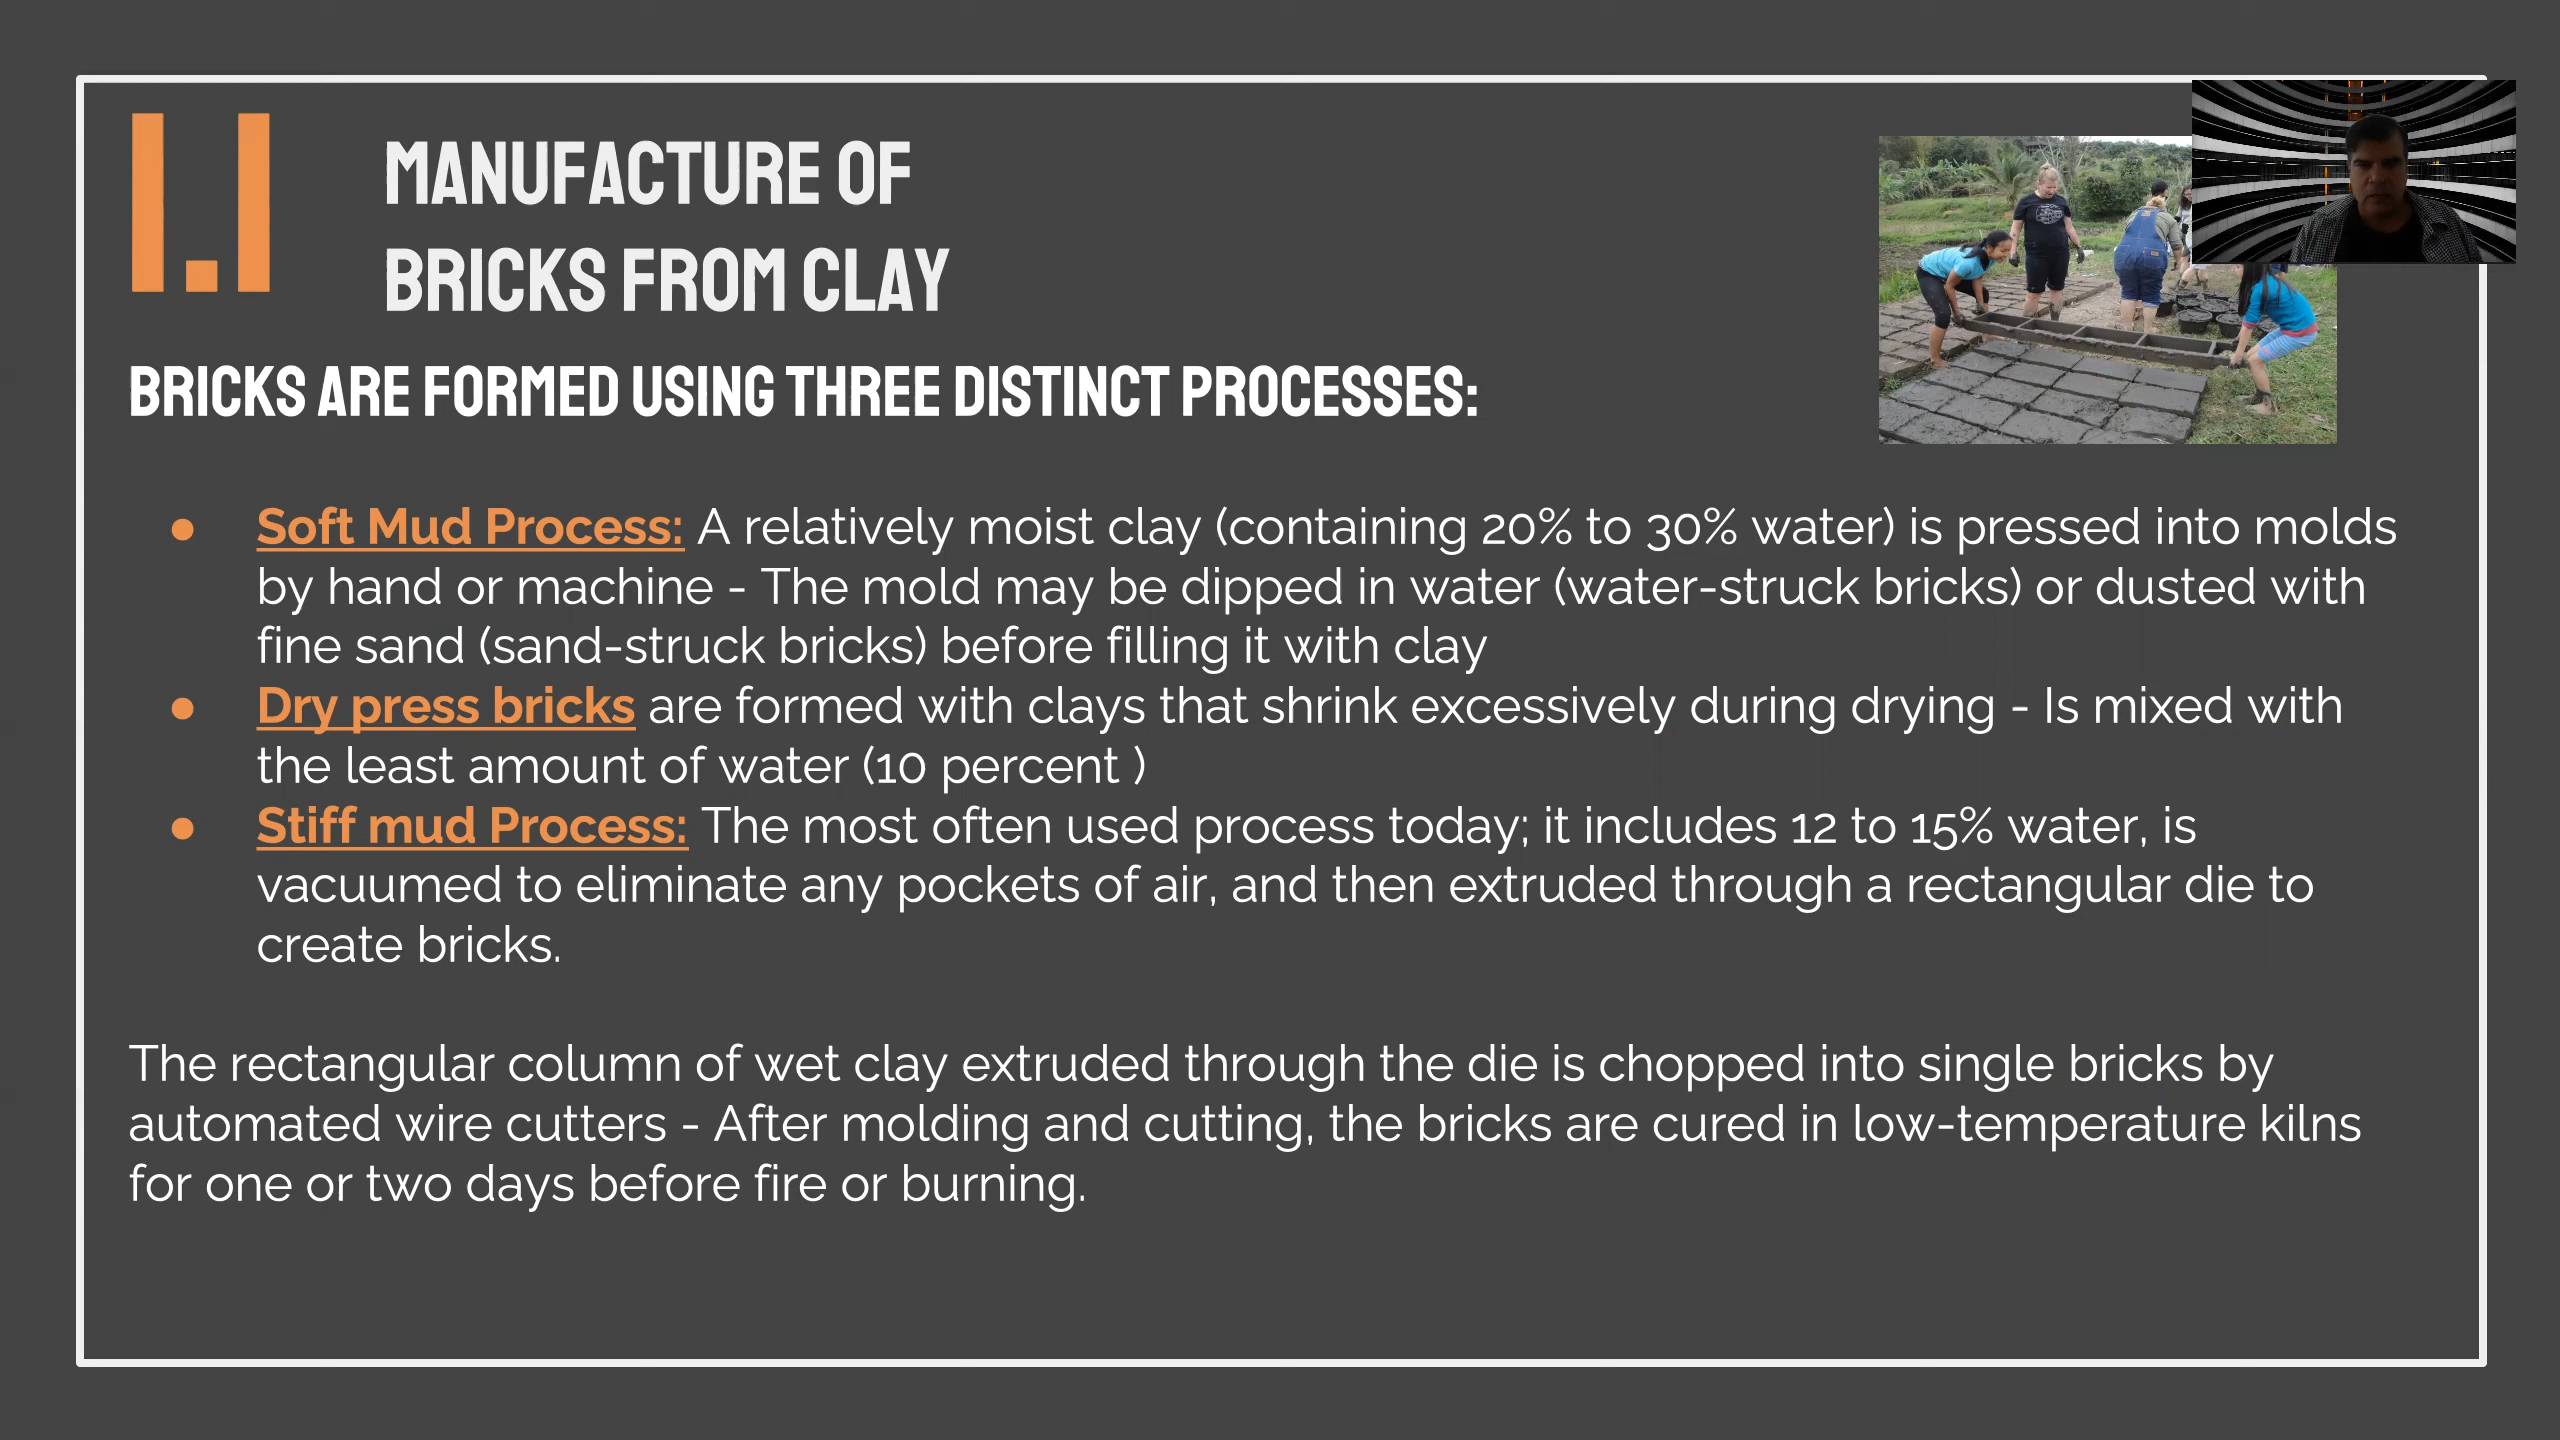 1.1
MANUFACTURE OF
BRICKS FROM CLAY
BRICKS ARE FORMED USING THREE DISTINCT PROCESSES:
● Soft Mud Process: A relatively moist clay (containing 20% to 30% water) is pressed into molds
by hand or machine - The mold may be dipped in water (water-struck bricks) or dusted with
fine sand (sand-struck bricks) before filling it with clay
● Dry press bricks are formed with clays that shrink excessively during drying - Is mixed with
the least amount of water (10 percent )
● Stiff mud Process: The most often used process today; it includes 12 to 15% water, is
vacuumed to eliminate any pockets of air, and then extruded through a rectangular die to
create bricks.
The rectangular column of wet clay extruded through the die is chopped into single bricks by
automated wire cutters - After molding and cutting, the bricks are cured in low-temperature kilns
for one or two days before fire or burning.